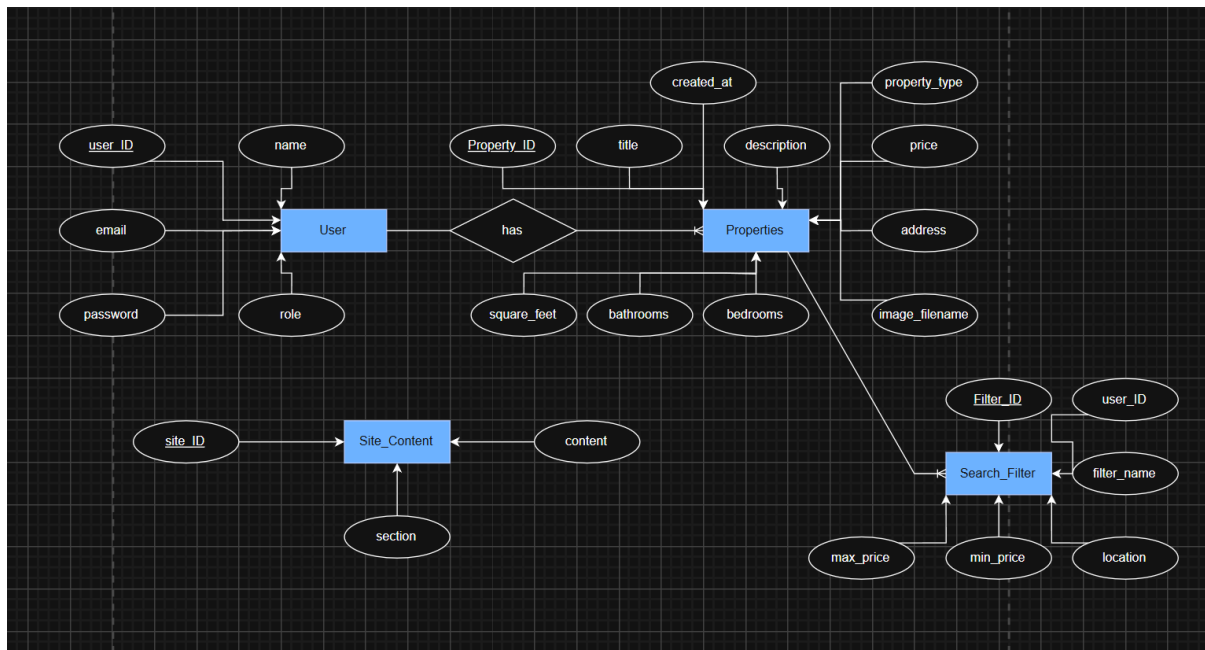 created_at
property_type
user_ID
name
Property_ID
title
description
price
email
User
has
Properties
address
password
role
square_feet
bathrooms
bedrooms
image_filename
Filter_ID
user_ID
site_ID
Site_Content
content
Search_Filter
filter_name
section
max_price
min_price
location